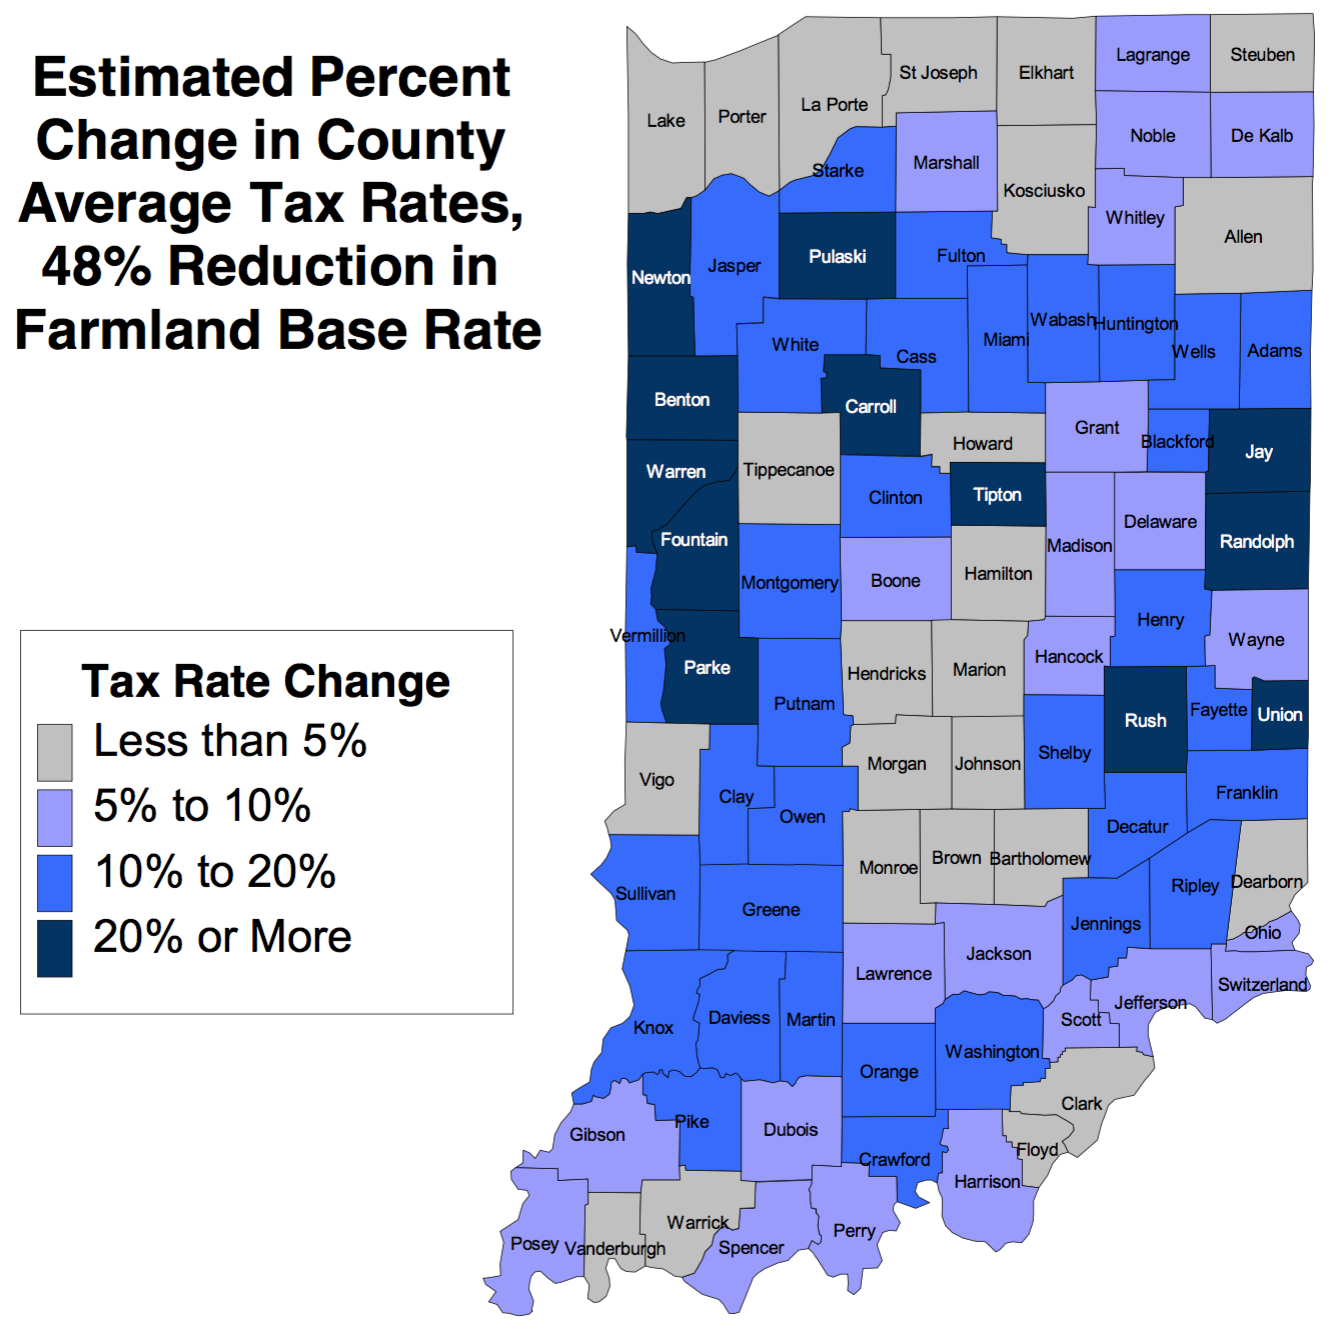 Estimated Percent
Change in County
Average Tax Rates,
48% Reduction in
Farmland Base Rate
Tax Rate Change
Less than 5%
5% to 10%
10% to 20%
20% or More
Lagrange
Steuben
St Joseph
Elkhart
La Porte
Porter
Lake
Noble
De Kalb
Marshall
Starke
Kosciusko
Whitley
Allen
Pulaski
Fulton
Jasper
Newton
Wabash
Huntington
Miami
White
Wells
Adams
Cass
Benton
Carroll
Grant
Blackford
Howard
Jay
Tippecanoe
Warren
Tipton
Clinton
Delaware
Fountain
Randolph
Madison
Hamilton
Boone
Montgomery
Henry
Vermillion
Wayne
Hancock
Parke
Marion
Hendricks
Putnam
Fayette
Union
Rush
Shelby
Morgan
Johnson
Vigo
Franklin
Clay
Owen
Decatur
Brown
Bartholomew
Monroe
Dearborn
Ripley
Sullivan
Greene
Jennings
Ohio
Jackson
Lawrence
Switzerland
Jefferson
Daviess
Martin
Scott
Knox
Washington
Orange
Clark
Pike
Dubois
Gibson
Floyd
Crawford
Harrison
Warrick
Perry
Posey
Vanderburgh
Spencer